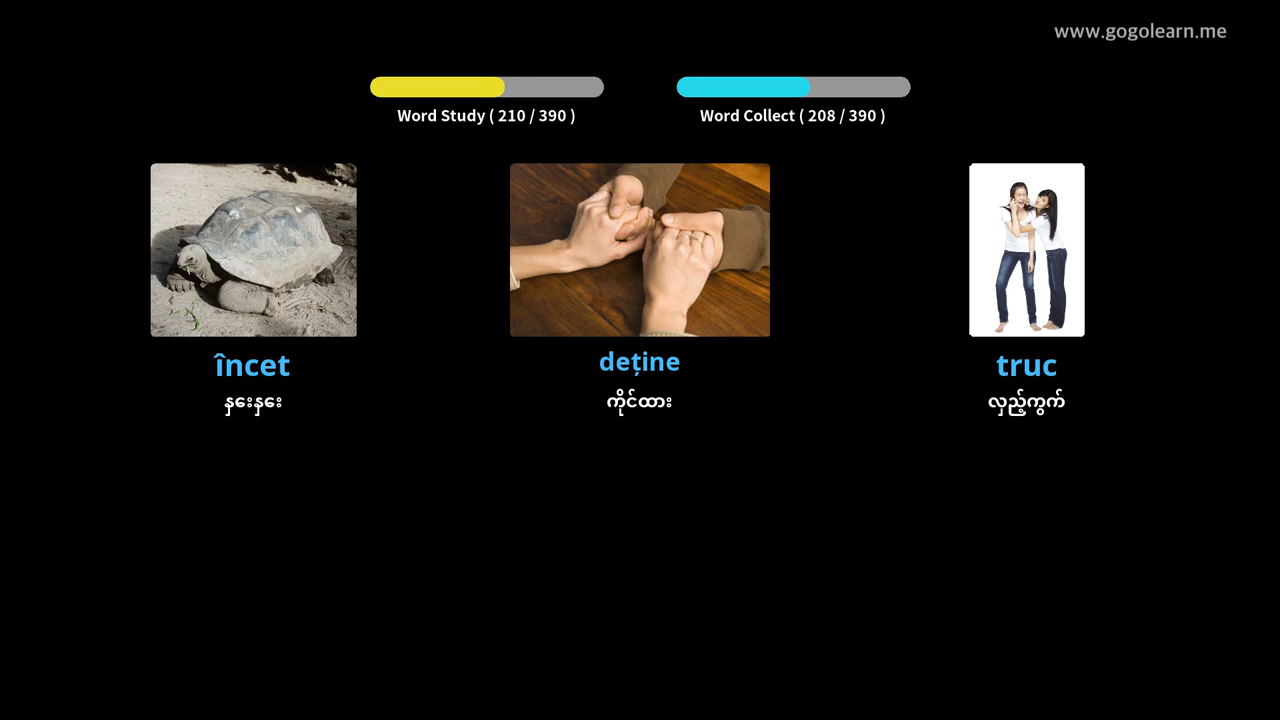 www.gogolearn.me
Word Study ( 210 / 390 )
Word Collect ( 208 / 390 )
încet
deține
truc
နှေးနှေး
ကိုင်ထား
လှည့်ကွက်